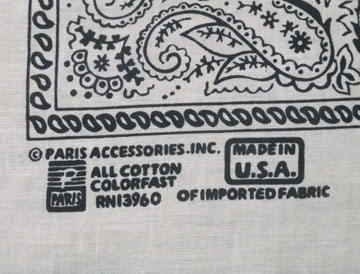 © PARIS ACCESSORIES. INC.
MADE IN
U.S.A.
ALL COTTON
COLORFAST
PARIS
RN13960
OF IMPORTED FABRIC